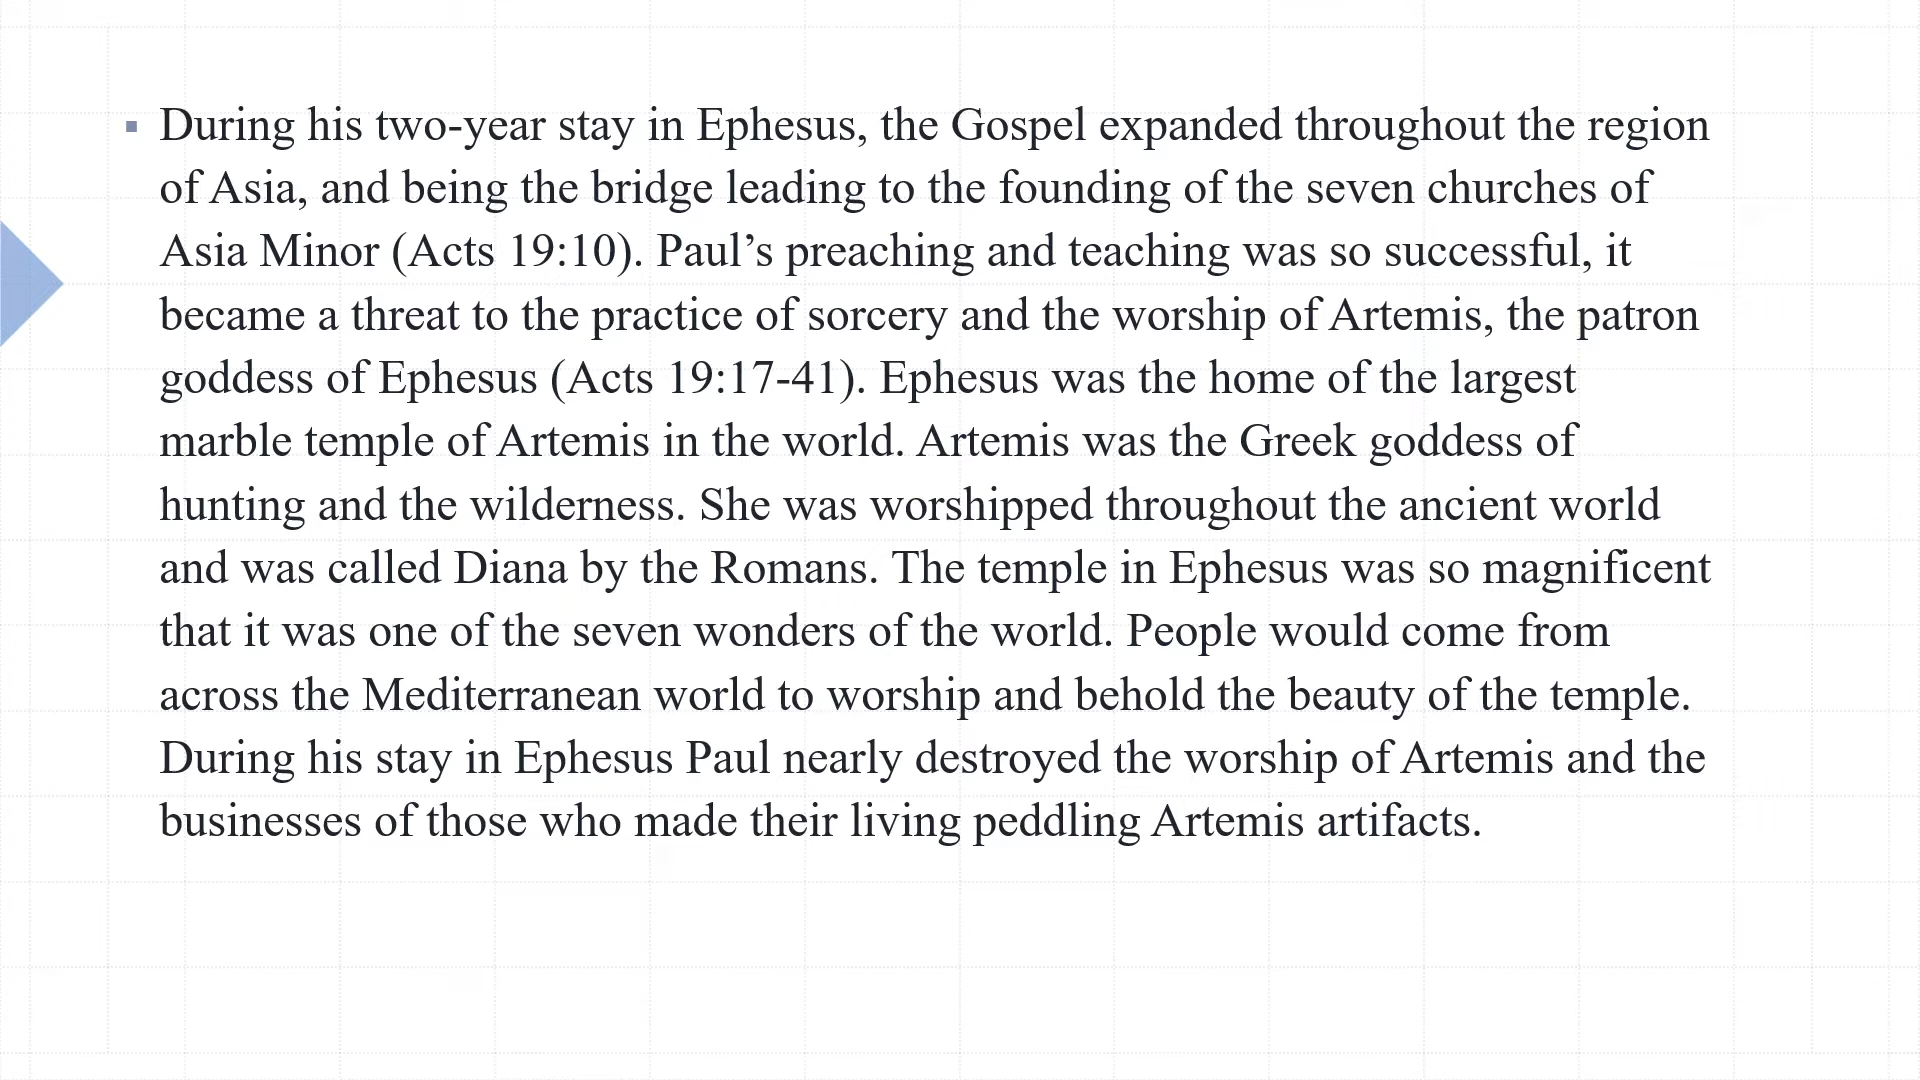 ▪ During his two-year stay in Ephesus, the Gospel expanded throughout the region
of Asia, and being the bridge leading to the founding of the seven churches of
Asia Minor (Acts 19:10). Paul’s preaching and teaching was so successful, it
became a threat to the practice of sorcery and the worship of Artemis, the patron
goddess of Ephesus (Acts 19:17-41). Ephesus was the home of the largest
marble temple of Artemis in the world. Artemis was the Greek goddess of
hunting and the wilderness. She was worshipped throughout the ancient world
and was called Diana by the Romans. The temple in Ephesus was so magnificent
that it was one of the seven wonders of the world. People would come from
across the Mediterranean world to worship and behold the beauty of the temple.
During his stay in Ephesus Paul nearly destroyed the worship of Artemis and the
businesses of those who made their living peddling Artemis artifacts.